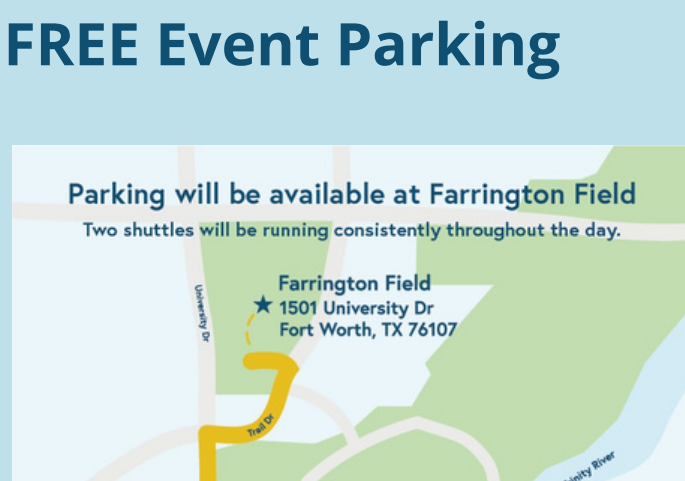 FREE Event Parking
Parking will be available at Farrington Field
Two shuttles will be running consistently throughout the day.
Farrington Field
1501 University Dr
Fort Worth, TX 76107
University Dr
Trail Dr
River